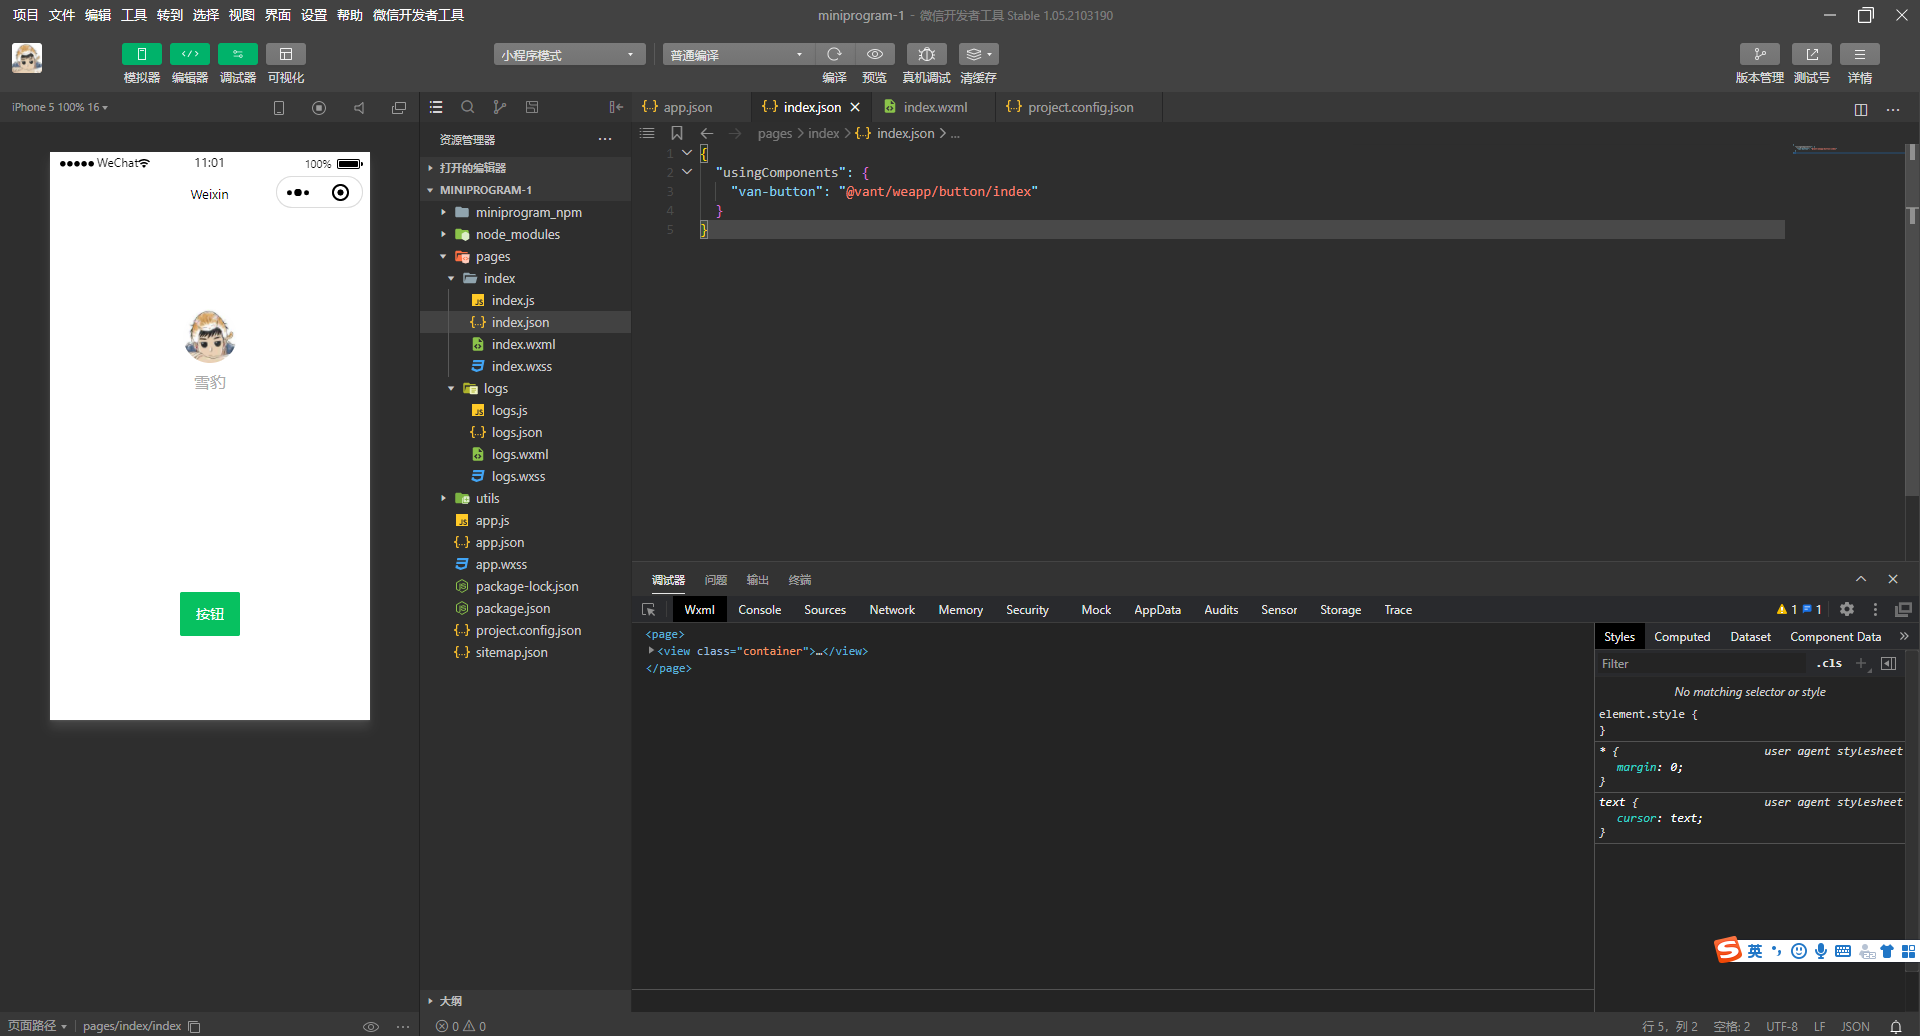 项目 文件 编辑 工具 转到 选择 视图 界面 设置 帮助 微信开发者工具
miniprogram-1 - 微信开发者工具 Stable 1.05.2103190
小程序模式
普通编译
模拟器 编辑器 调试器 可视化
编译 预览 真机调试 清缓存
版本管理 测试号 详情
iPhone 5 100% 16
WeChat
11:01
100%
Weixin
雪豹
按钮
资源管理器
打开的编辑器
MINIPROGRAM-1
miniprogram_npm
node_modules
pages
index
index.js
index.json
index.wxml
index.wxss
logs
logs.js
logs.json
logs.wxml
logs.wxss
utils
app.js
app.json
app.wxss
package-lock.json
package.json
project.config.json
sitemap.json
大纲
app.json
index.json
index.wxml
project.config.json
pages > index > {..} index.json > ...
1 {
2 "usingComponents": {
3 "van-button": "@vant/weapp/button/index"
4 }
5 }
调试器 问题 输出 终端
Wxml Console Sources Network Memory Security Mock AppData Audits Sensor Storage Trace
1 1
<page>
<view class="container">…</view>
</page>
Styles Computed Dataset Component Data »
Filter
.cls
No matching selector or style
element.style {
}
* { user agent stylesheet
margin: 0;
}
text { user agent stylesheet
cursor: text;
}
英
页面路径 pages/index/index
0 0
行 5，列 2 空格: 2 UTF-8 LF JSON